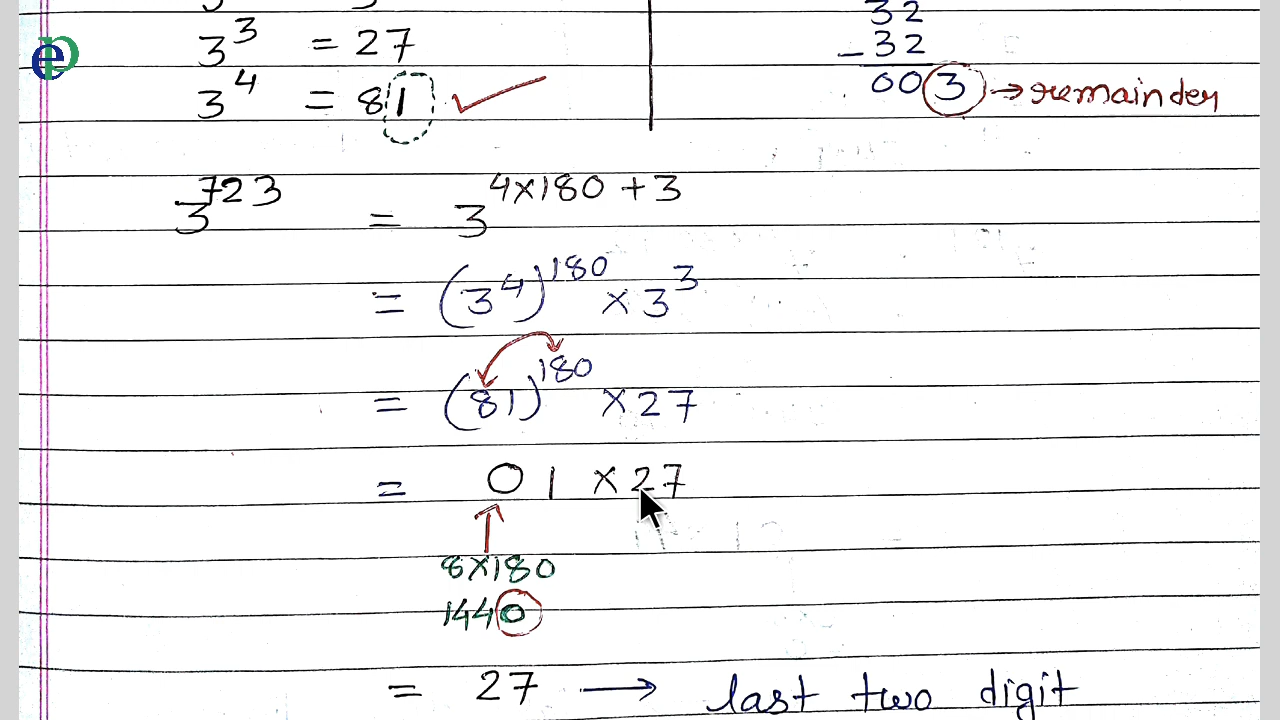 3^3 = 27
3^4 = 81
32
- 32
003 → remainder
3^723 = 3^4×180 + 3
= (3^4)^180 × 3^3
= (81)^180 × 27
= 01 × 27
8×180
1440
= 27 → last two digit
ep